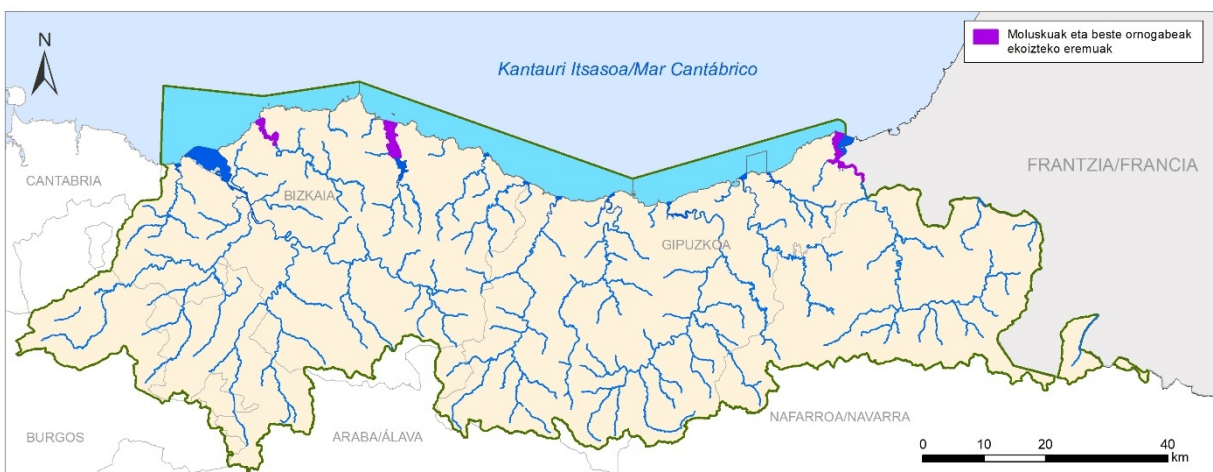 N
Moluskuak eta beste ornogabeak
ekoizteko eremuak
Kantauri Itsasoa/Mar Cantábrico
FRANTZIA/FRANCIA
CANTABRIA
BIZKAIA
GIPUZKOA
NAFARROA/NAVARRA
BURGOS
ARABA/ÁLAVA
0 10 20 40
km